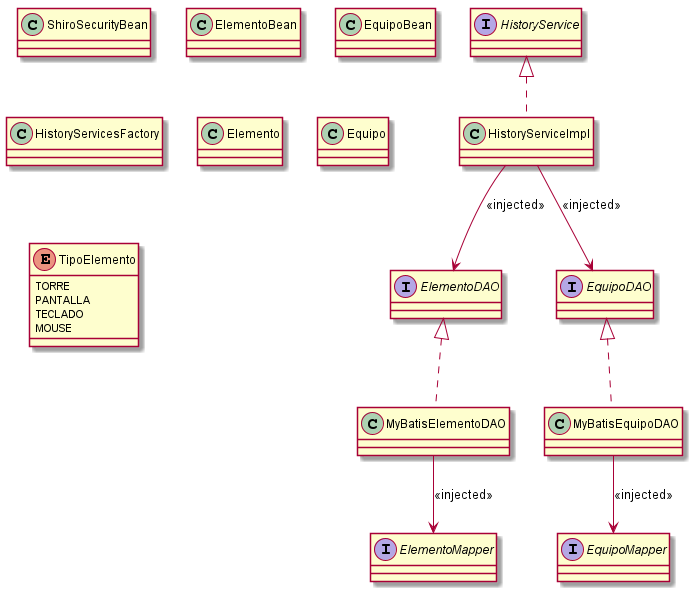 C ShiroSecurityBean
C ElementoBean
C EquipoBean
I HistoryService
C HistoryServicesFactory
C Elemento
C Equipo
C HistoryServiceImpl
«injected»
«injected»
E TipoElemento
TORRE
PANTALLA
TECLADO
MOUSE
I ElementoDAO
I EquipoDAO
C MyBatisElementoDAO
C MyBatisEquipoDAO
«injected»
«injected»
I ElementoMapper
I EquipoMapper